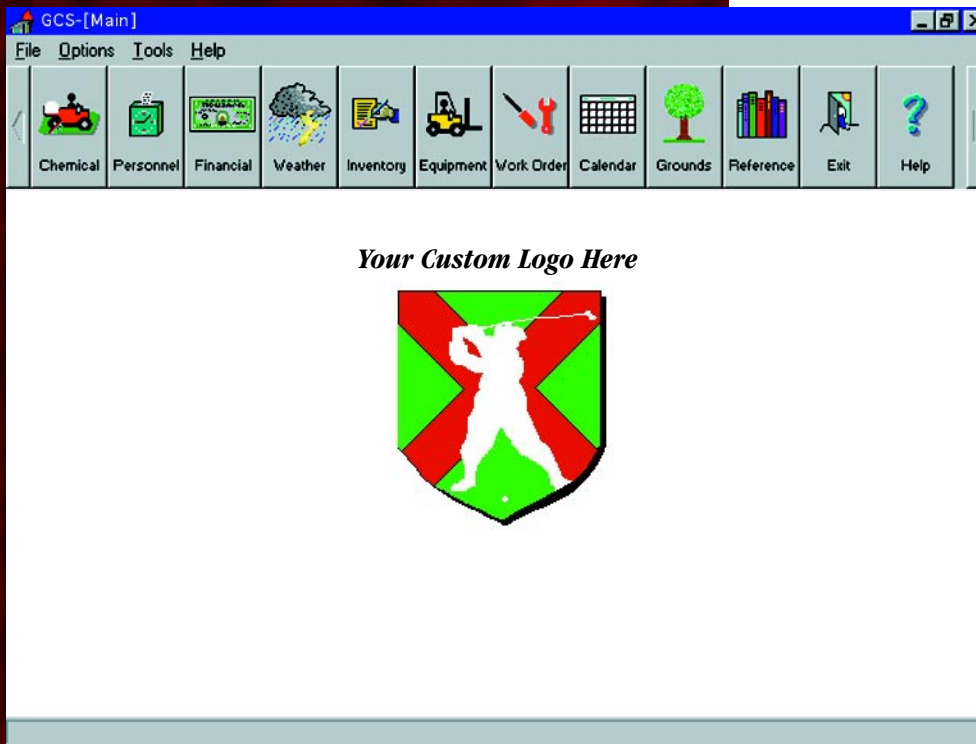 GCS-[Main]
File Options Tools Help
Chemical Personnel Financial Weather Inventory Equipment Work Order Calendar Grounds Reference Exit Help
Your Custom Logo Here